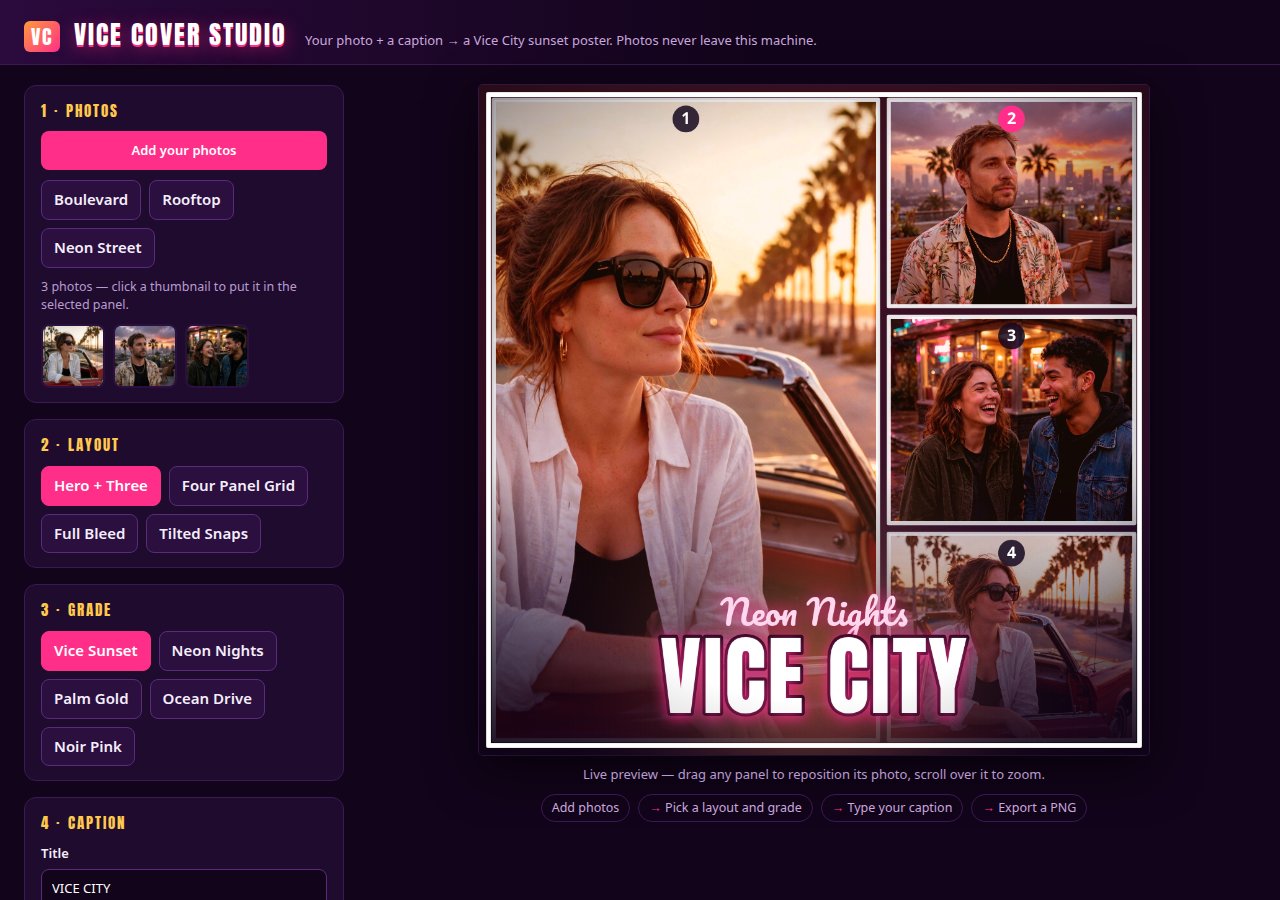 VC
VICE COVER STUDIO
Your photo + a caption → a Vice City sunset poster. Photos never leave this machine.
1 · PHOTOS
Add your photos
Boulevard
Rooftop
Neon Street
3 photos — click a thumbnail to put it in the
selected panel.
2 · LAYOUT
Hero + Three
Four Panel Grid
Full Bleed
Tilted Snaps
3 · GRADE
Vice Sunset
Neon Nights
Palm Gold
Ocean Drive
Noir Pink
4 · CAPTION
Title
VICE CITY
1
2
3
4
Neon Nights
VICE CITY
Live preview — drag any panel to reposition its photo, scroll over it to zoom.
Add photos
→ Pick a layout and grade
→ Type your caption
→ Export a PNG